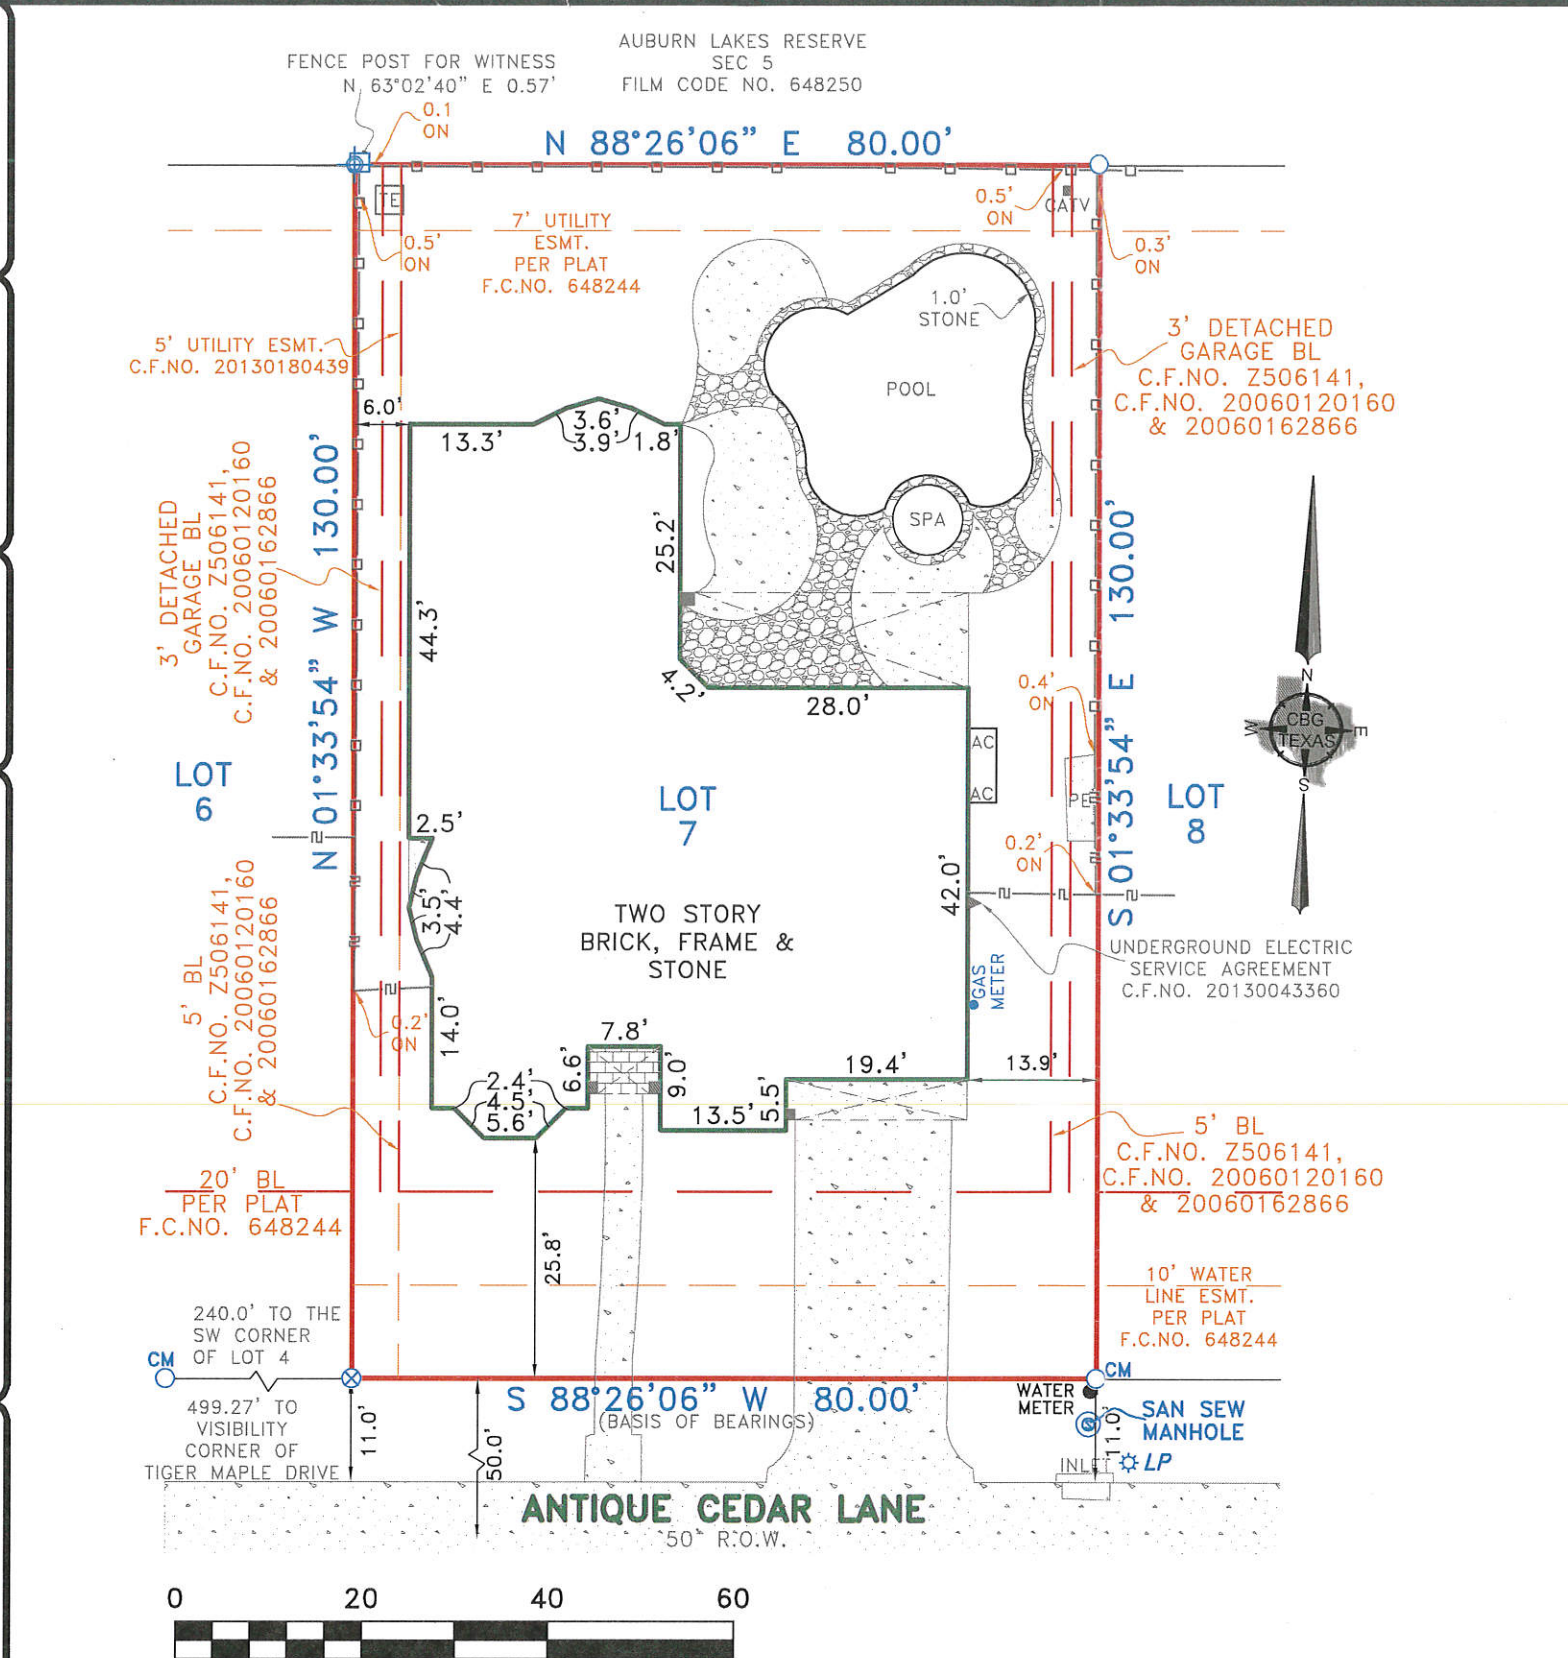 AUBURN LAKES RESERVE
SEC 5
FILM CODE NO. 648250
FENCE POST FOR WITNESS
N 63°02'40" E 0.57'
0.1
ON
N 88°26'06" E 80.00'
TE
0.5'
ON
7' UTILITY
ESMT.
PER PLAT
F.C.NO. 648244
0.5'
ON
CATV
0.3'
ON
1.0'
STONE
POOL
SPA
5' UTILITY ESMT.
C.F.NO. 20130180439
3' DETACHED
GARAGE BL
C.F.NO. Z506141,
C.F.NO. 20060120160
& 20060162866
6.0'
13.3'
3.6'
3.9'
1.8'
25.2'
44.3'
4.2'
28.0'
3' DETACHED
GARAGE BL
C.F.NO. Z506141,
C.F.NO. 20060120160
& 20060162866
N 01°33'54" W 130.00'
S 01°33'54" E 130.00'
0.4'
ON
AC
AC
PE
N
W
E
S
CBG
TEXAS
LOT
6
LOT
7
LOT
8
2.5'
3.5'
4.4'
42.0'
0.2'
ON
TWO STORY
BRICK, FRAME &
STONE
UNDERGROUND ELECTRIC
SERVICE AGREEMENT
C.F.NO. 20130043360
GAS
METER
5' BL
C.F.NO. Z506141,
C.F.NO. 20060120160
& 20060162866
0.2'
ON
14.0'
7.8'
6.6'
9.0'
2.4'
4.5'
5.6'
13.5'
5.5'
19.4'
13.9'
5' BL
C.F.NO. Z506141,
C.F.NO. 20060120160
& 20060162866
20' BL
PER PLAT
F.C.NO. 648244
25.8'
10' WATER
LINE ESMT.
PER PLAT
F.C.NO. 648244
240.0' TO THE
SW CORNER
OF LOT 4
CM
CM
499.27' TO
VISIBILITY
CORNER OF
TIGER MAPLE DRIVE
11.0'
50.0'
S 88°26'06" W 80.00'
(BASIS OF BEARINGS)
WATER
METER
SAN SEW
MANHOLE
11.0'
INLET
LP
ANTIQUE CEDAR LANE
50' R.O.W.
0 20 40 60